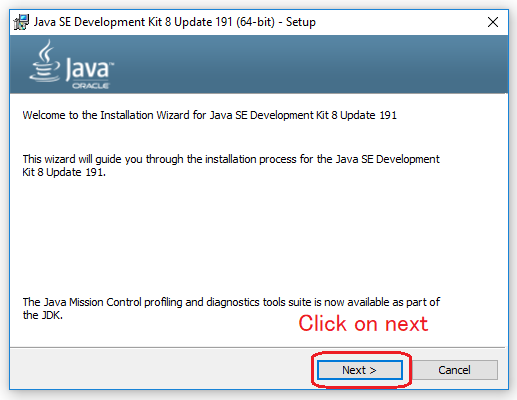 Java SE Development Kit 8 Update 191 (64-bit) - Setup
Java™
ORACLE
Welcome to the Installation Wizard for Java SE Development Kit 8 Update 191
This wizard will guide you through the installation process for the Java SE Development
Kit 8 Update 191.
The Java Mission Control profiling and diagnostics tools suite is now available as part of
the JDK.
Click on next
Next >
Cancel